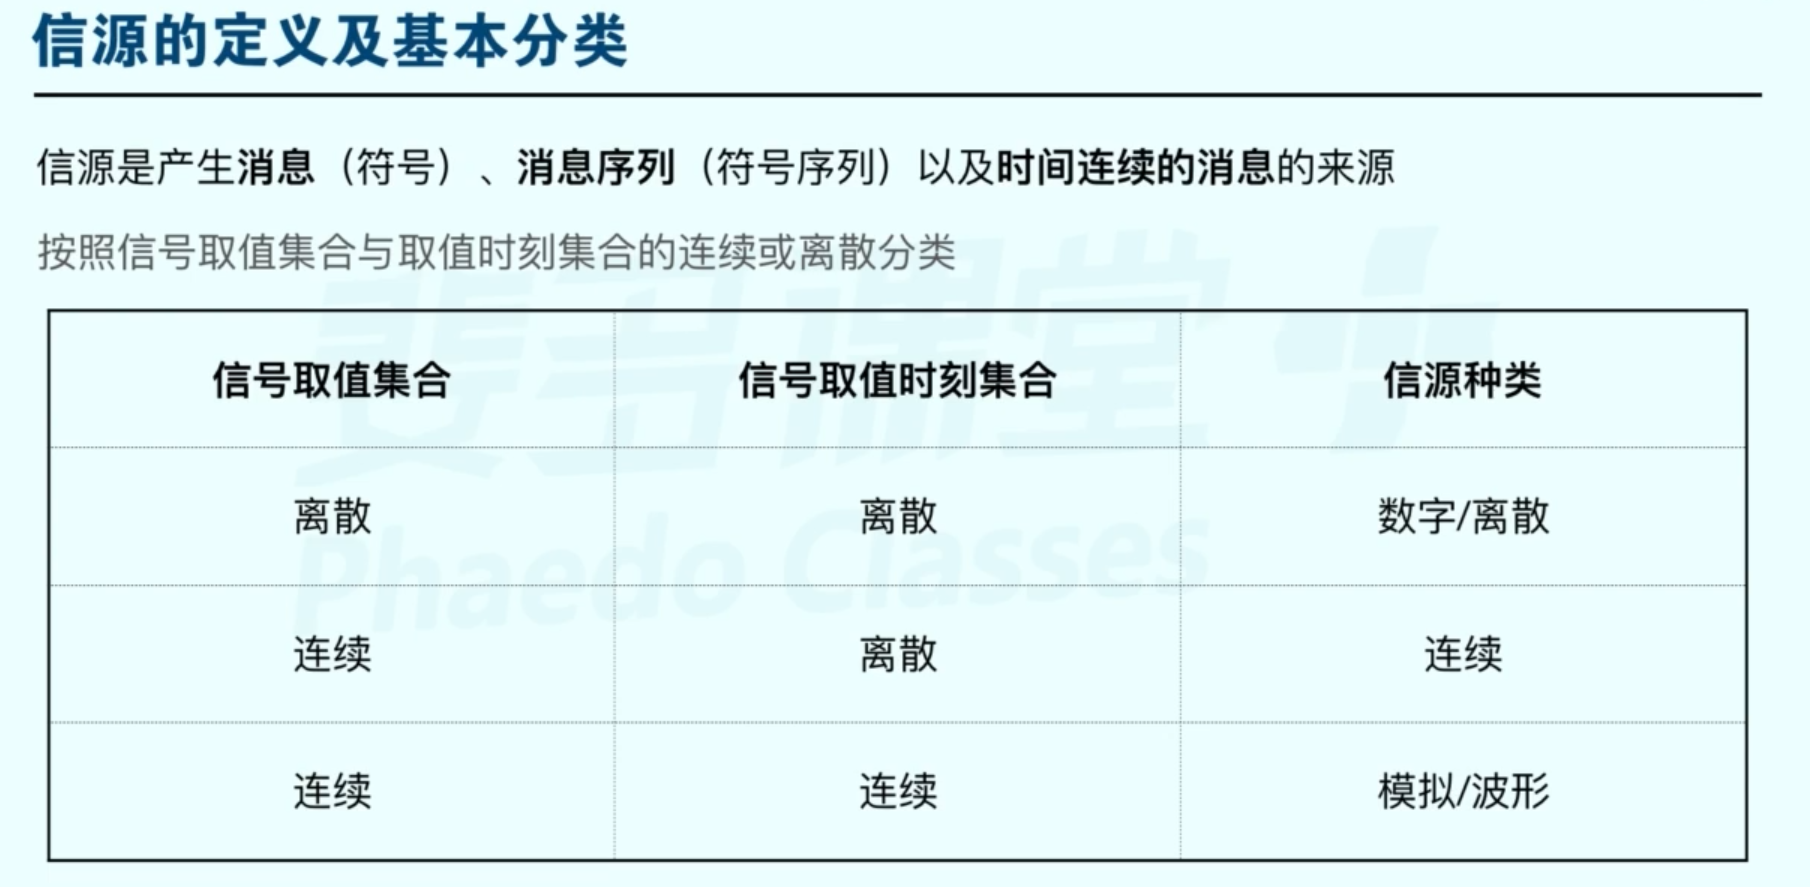 信源的定义及基本分类
信源是产生消息（符号）、消息序列（符号序列）以及时间连续的消息的来源
按照信号取值集合与取值时刻集合的连续或离散分类
信号取值集合 信号取值时刻集合 信源种类
离散 离散 数字/离散
连续 离散 连续
连续 连续 模拟/波形
斐多课堂
Phaedo Classes